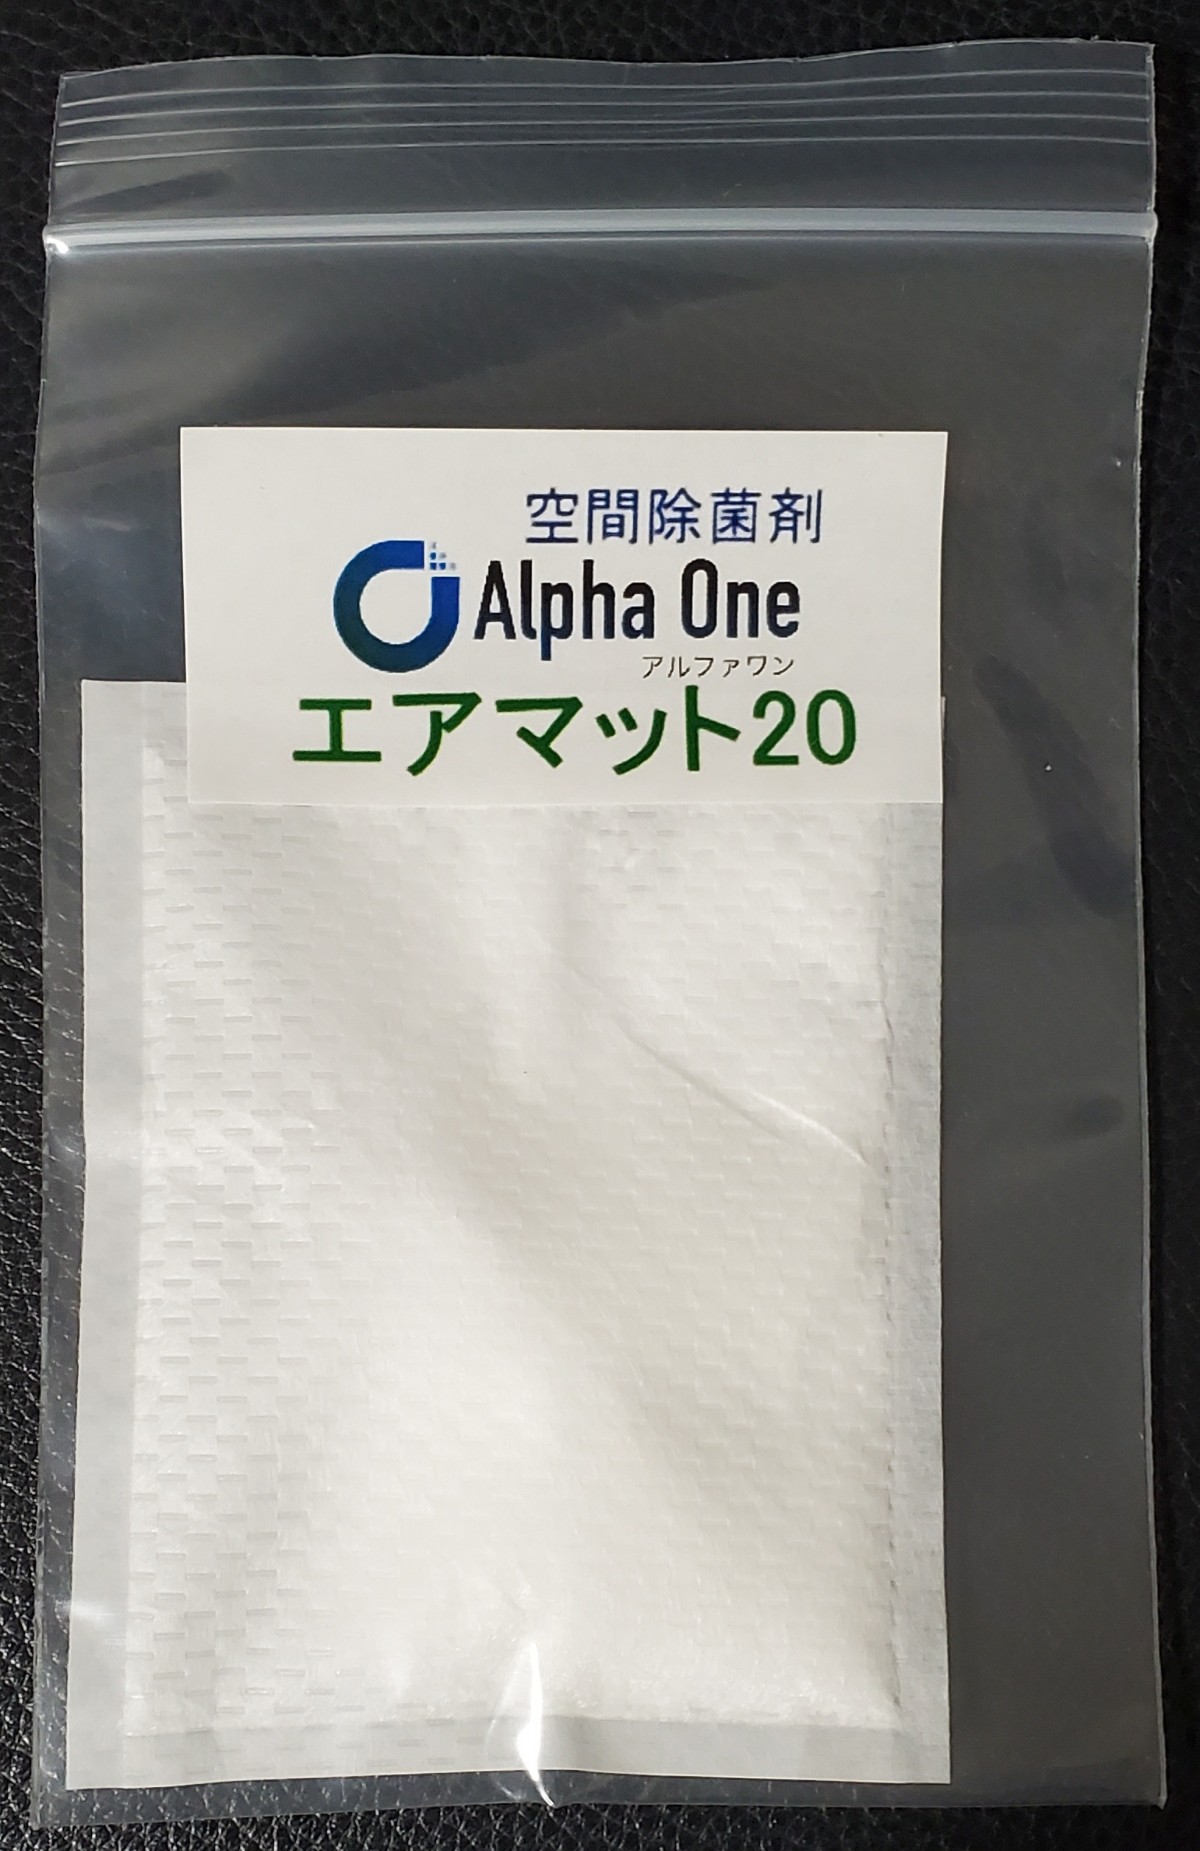 空間除菌剤
Alpha One
アルファワン
エアマット20